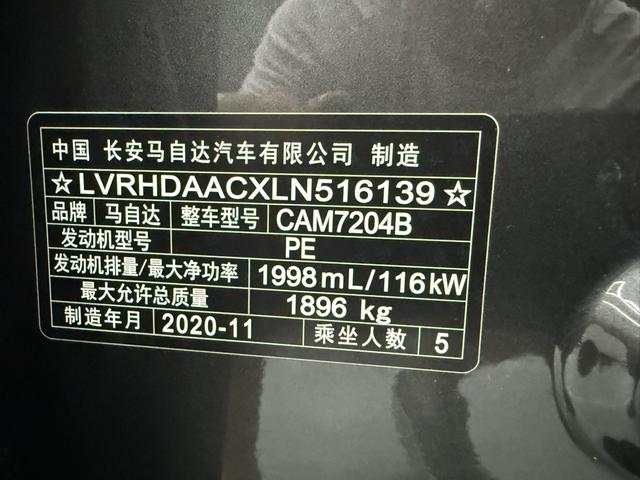 中国 长安马自达汽车有限公司 制造
☆LVRHDAACXLN516139☆
品牌 马自达 整车型号 CAM7204B
发动机型号 PE
发动机排量/最大净功率 1998mL/116kW
最大允许总质量 1896 kg
制造年月 2020-11 乘坐人数 5